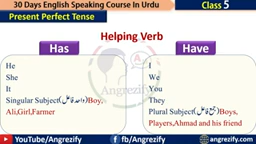 30 Days English Speaking Course In Urdu
Class 5
Present Perfect Tense
Helping Verb
Has
Have
He
She
It
Singular Subject(واحد فاعل)Boy,
Ali,Girl,Farmer
I
We
You
They
Plural Subject(جمع فاعل)Boys,
Players,Ahmad and his friend
ANGREZIFY
YouTube/Angrezify
fb/Angrezify
angrezify.com